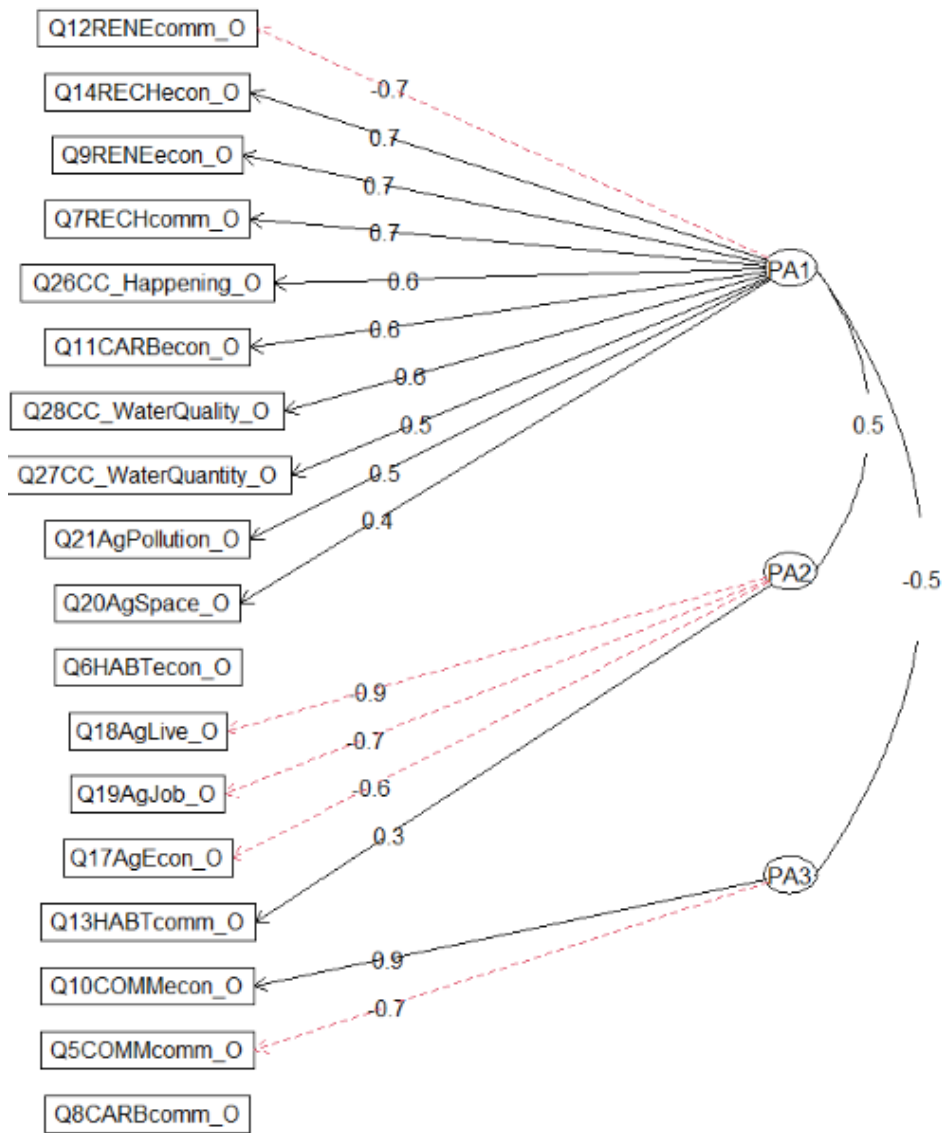 Q12RENEcomm_O
-0.7
Q14RECHecon_O
0.7
Q9RENEecon_O
0.7
Q7RECHcomm_O
0.7
PA1
Q26CC_Happening_O
0.6
Q11CARBecon_O
0.6
Q28CC_WaterQuality_O
0.6
0.5
Q27CC_WaterQuantity_O
0.5
Q21AgPollution_O
0.5
0.4
PA2
-0.5
Q20AgSpace_O
Q6HABTecon_O
-0.9
Q18AgLive_O
-0.7
Q19AgJob_O
-0.6
Q17AgEcon_O
0.3
PA3
Q13HABTcomm_O
0.9
Q10COMMecon_O
-0.7
Q5COMMcomm_O
Q8CARBcomm_O